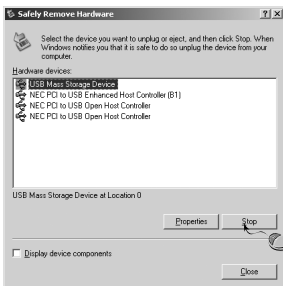 Safely Remove Hardware
Select the device you want to unplug or eject, and then click Stop. When
Windows notifies you that it is safe to do so unplug the device from your
computer.
Hardware devices:
USB Mass Storage Device
NEC PCI to USB Enhanced Host Controller (B1)
NEC PCI to USB Open Host Controller
NEC PCI to USB Open Host Controller
USB Mass Storage Device at Location 0
Properties
Stop
Display device components
Close